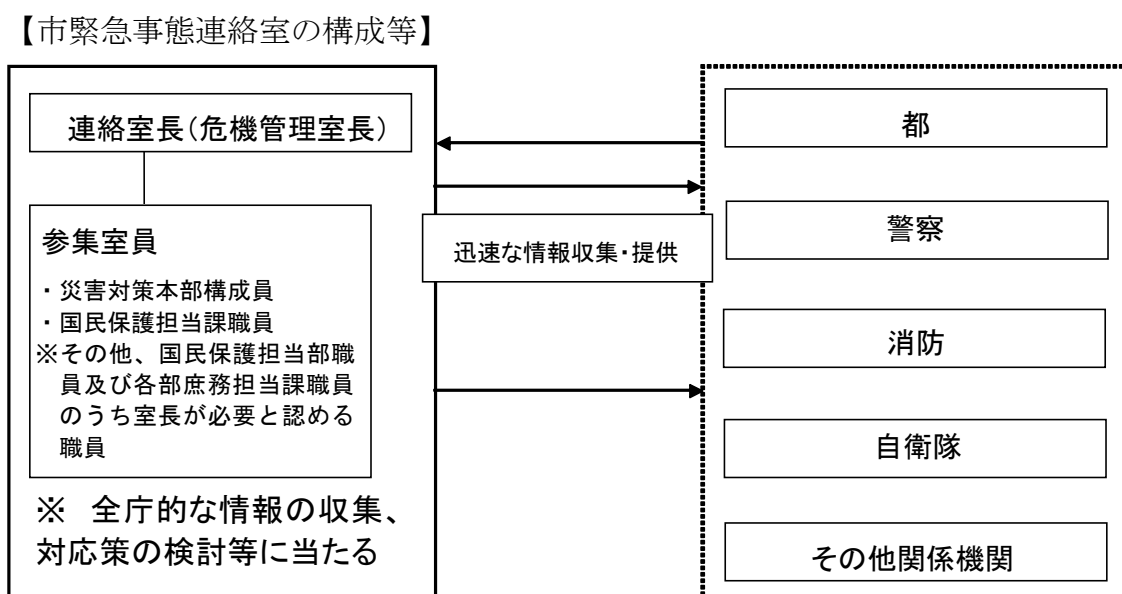 【市緊急事態連絡室の構成等】
連絡室長(危機管理室長)
参集室員
・災害対策本部構成員
・国民保護担当課職員
※その他、国民保護担当部職
員及び各部庶務担当課職員
のうち室長が必要と認める
職員
※ 全庁的な情報の収集、
対応策の検討等に当たる
迅速な情報収集・提供
都
警察
消防
自衛隊
その他関係機関